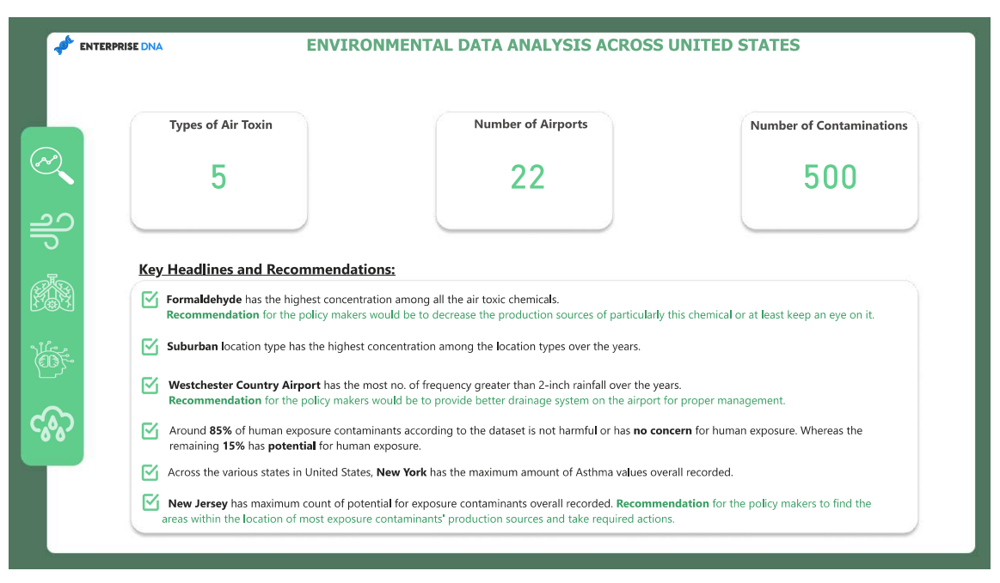 ENTERPRISE DNA
ENVIRONMENTAL DATA ANALYSIS ACROSS UNITED STATES
Types of Air Toxin
5
Number of Airports
22
Number of Contaminations
500
Key Headlines and Recommendations:
Formaldehyde has the highest concentration among all the air toxic chemicals.
Recommendation for the policy makers would be to decrease the production sources of particularly this chemical or at least keep an eye on it.
Suburban location type has the highest concentration among the location types over the years.
Westchester Country Airport has the most no. of frequency greater than 2-inch rainfall over the years.
Recommendation for the policy makers would be to provide better drainage system on the airport for proper management.
Around 85% of human exposure contaminants according to the dataset is not harmful or has no concern for human exposure. Whereas the
remaining 15% has potential for human exposure.
Across the various states in United States, New York has the maximum amount of Asthma values overall recorded.
New Jersey has maximum count of potential for exposure contaminants overall recorded. Recommendation for the policy makers to find the
areas within the location of most exposure contaminants' production sources and take required actions.